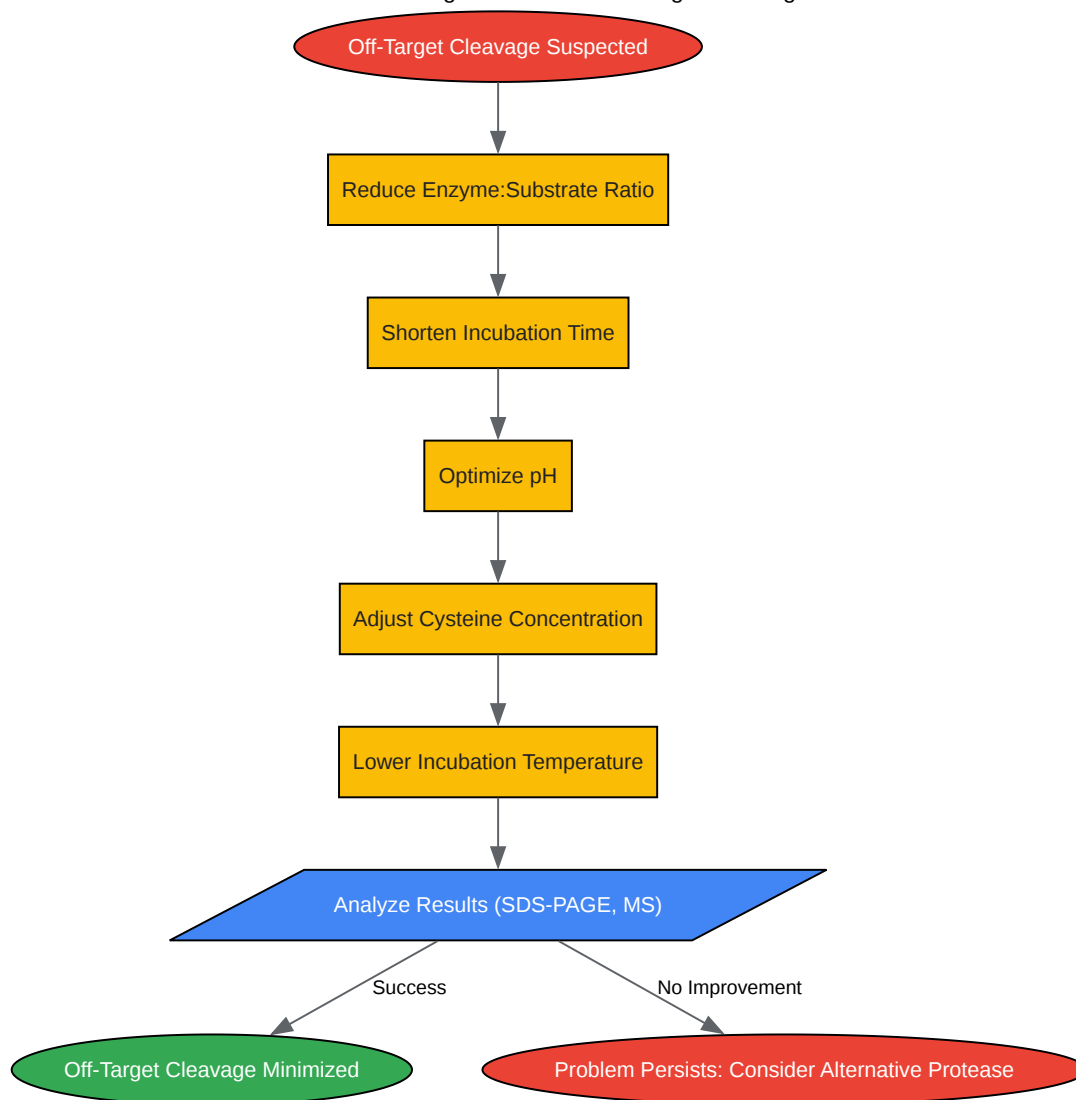 Off-Target Cleavage Suspected
Reduce Enzyme:Substrate Ratio
Shorten Incubation Time
Optimize pH
Adjust Cysteine Concentration
Lower Incubation Temperature
Analyze Results (SDS-PAGE, MS)
Success
No Improvement
Off-Target Cleavage Minimized
Problem Persists: Consider Alternative Protease